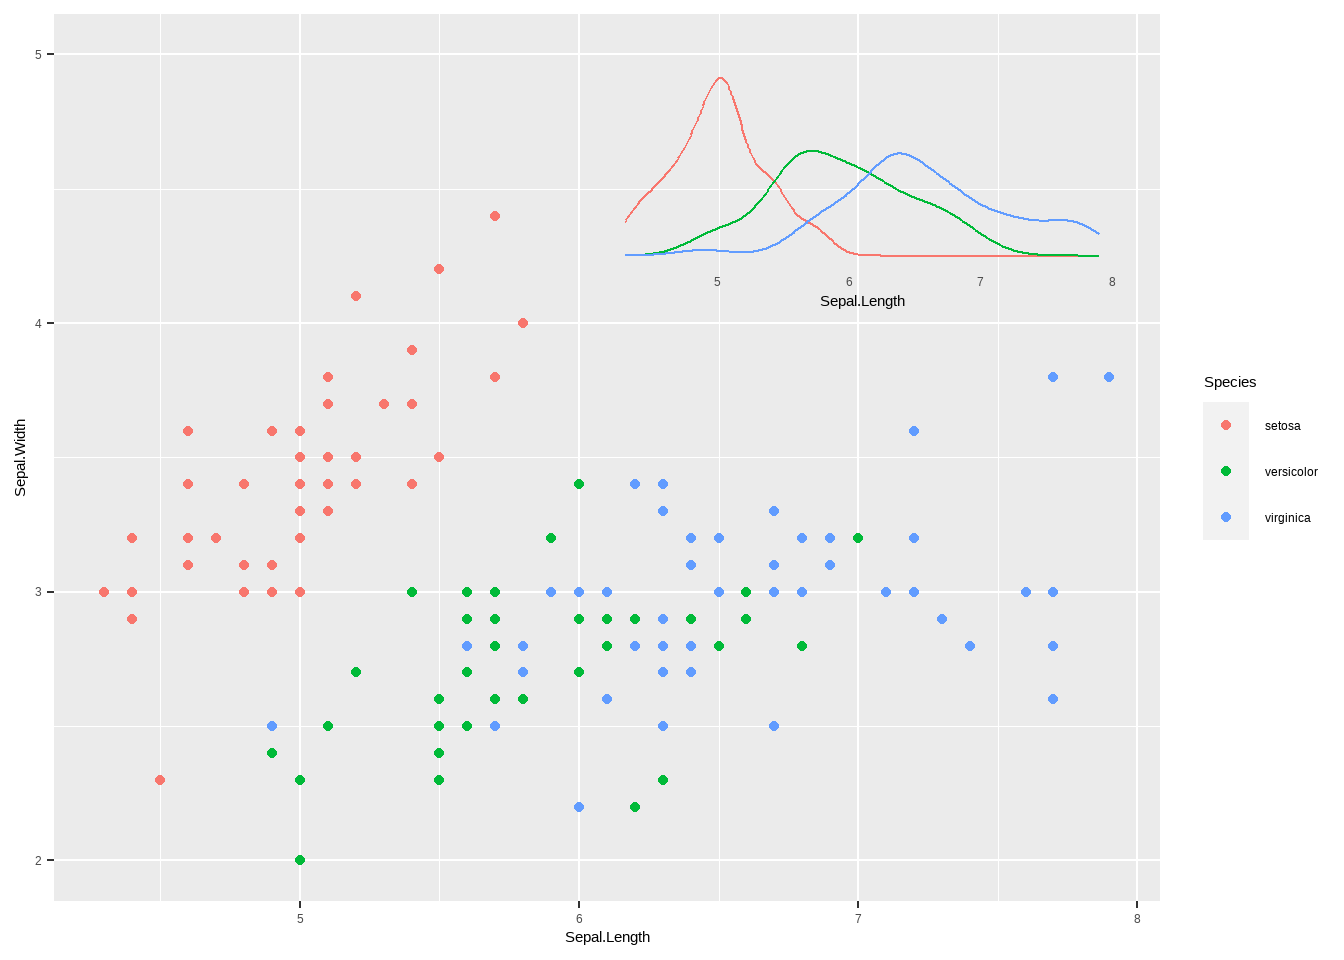 5
4
3
2
Sepal.Width
5 6 7 8
Sepal.Length
5 6 7 8
Sepal.Length
Species
setosa
versicolor
virginica